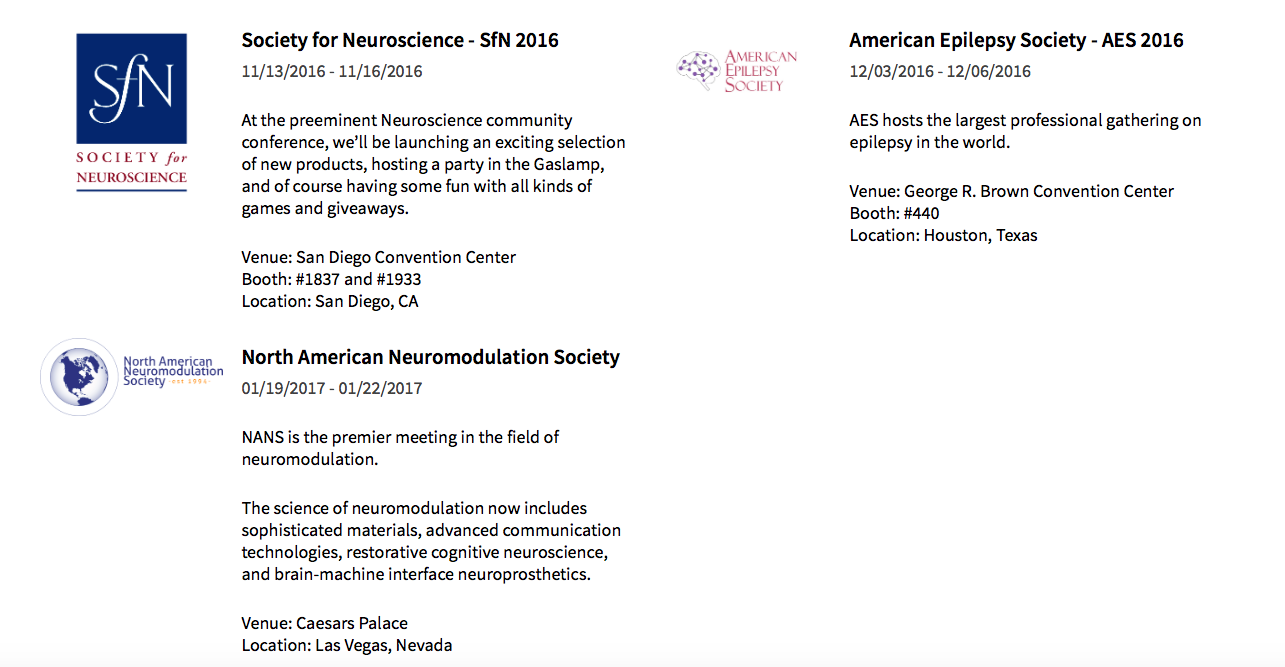 SfN
SOCIETY for
NEUROSCIENCE
Society for Neuroscience - SfN 2016
11/13/2016 - 11/16/2016
At the preeminent Neuroscience community
conference, we’ll be launching an exciting selection
of new products, hosting a party in the Gaslamp,
and of course having some fun with all kinds of
games and giveaways.
Venue: San Diego Convention Center
Booth: #1837 and #1933
Location: San Diego, CA
AMERICAN
EPILEPSY
SOCIETY
American Epilepsy Society - AES 2016
12/03/2016 - 12/06/2016
AES hosts the largest professional gathering on
epilepsy in the world.
Venue: George R. Brown Convention Center
Booth: #440
Location: Houston, Texas
North American
Neuromodulation
Society -est 1994-
North American Neuromodulation Society
01/19/2017 - 01/22/2017
NANS is the premier meeting in the field of
neuromodulation.
The science of neuromodulation now includes
sophisticated materials, advanced communication
technologies, restorative cognitive neuroscience,
and brain-machine interface neuroprosthetics.
Venue: Caesars Palace
Location: Las Vegas, Nevada